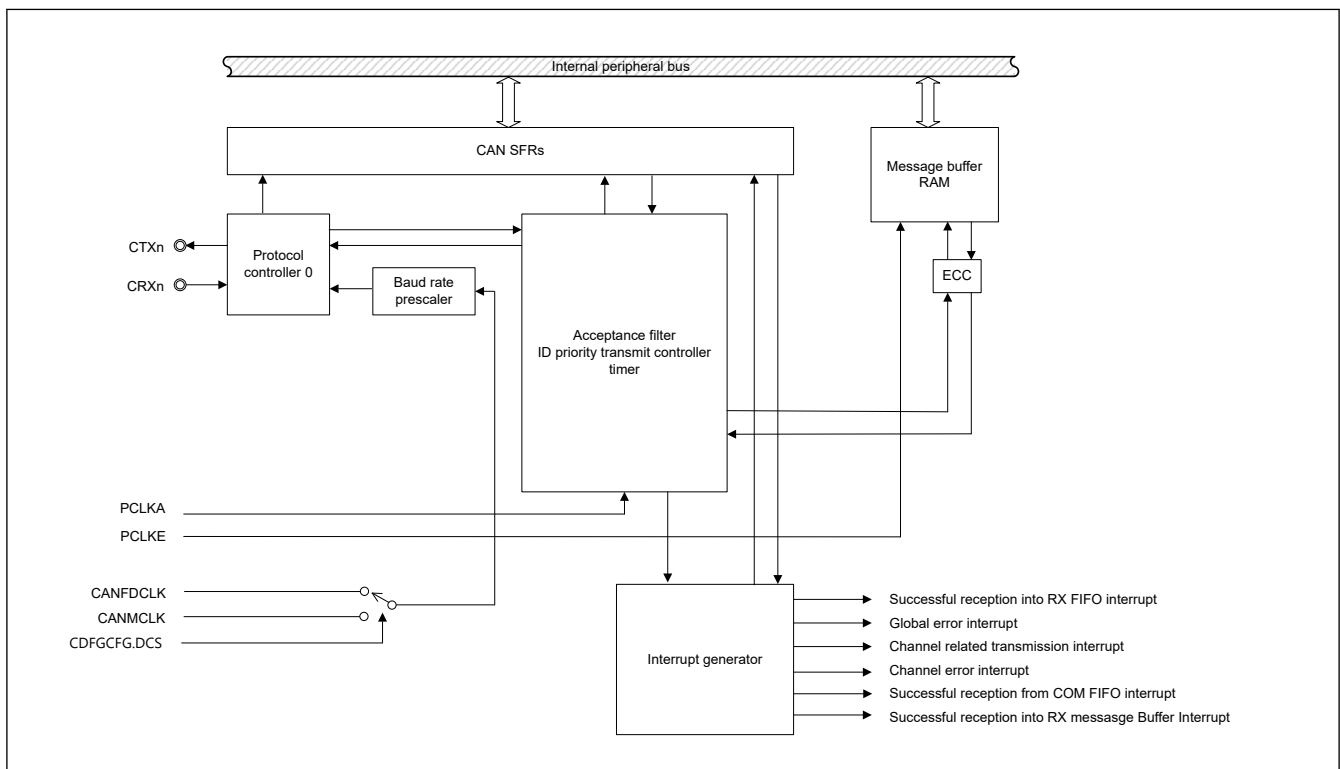 Internal peripheral bus
CAN SFRs
Message buffer
RAM
CTXn
CRXn
Protocol
controller 0
Baud rate
prescaler
ECC
Acceptance filter
ID priority transmit controller
timer
PCLKA
PCLKE
CANFDCLK
CANMCLK
CDFGCFG.DCS
Interrupt generator
Successful reception into RX FIFO interrupt
Global error interrupt
Channel related transmission interrupt
Channel error interrupt
Successful reception from COM FIFO interrupt
Successful reception into RX messasge Buffer Interrupt